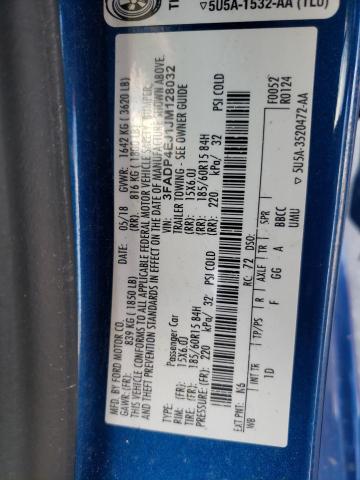 MFD. BY FORD MOTOR CO.
05/18 GVWR: 1642 KG ( 3620 LB)
GAWR:(FR): 839 KG ( 1850 LB) (RR): 816 KG
THIS VEHICLE CONFORMS TO ALL APPLICABLE FEDERAL MOTOR VEHICLE
AND THEFT PREVENTION STANDARDS IN EFFECT ON THE DATE OF MANUFACTURE SHOWN ABOVE.
VIN: 3FADP4EJ1JM128032
TYPE: Passenger Car TRAILER TOWING - SEE OWNER GUIDE
RIM: (FR): 15X6.0J (RR): 15X6.0J
TIRE: (FR): 185/60R15 84H (RR): 185/60R15 84H
PRESSURE:(FR): 220 kPa/ 32 PSI COLD (RR): 220 kPa/ 32 PSI COLD
EXT PNT: N6 RC: 72 DSO: F0052
R0124
WB INT TR TP/PS R AXLE TR SPR
1D F GG A BBCC
UMU
5U5A-3520472-AA
5U5A-1532-AA (TLU)